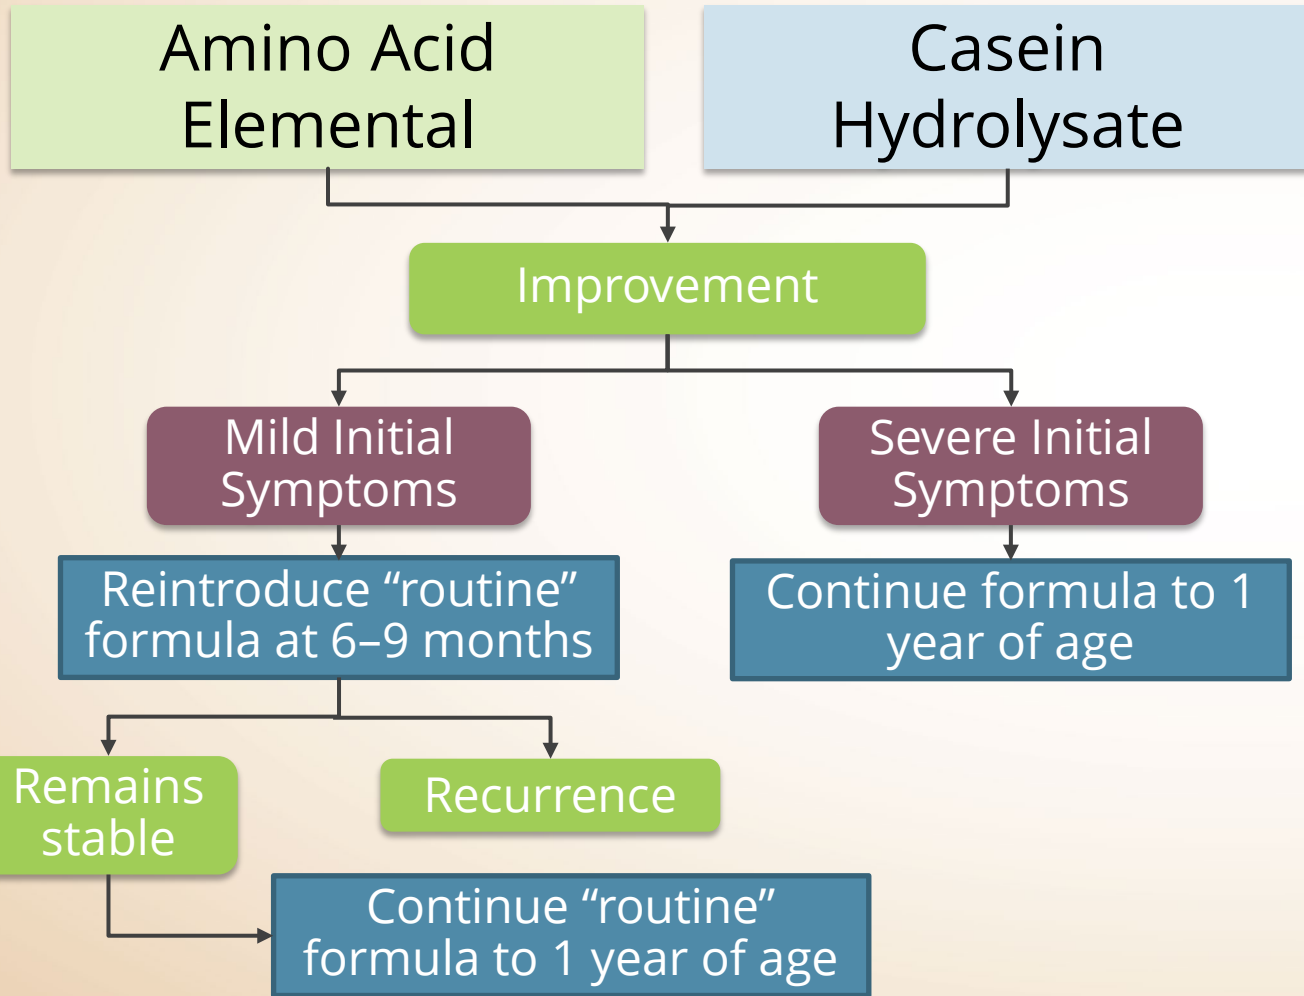 Amino Acid
Elemental
Casein
Hydrolysate
Improvement
Mild Initial
Symptoms
Severe Initial
Symptoms
Reintroduce “routine”
formula at 6–9 months
Continue formula to 1
year of age
Remains
stable
Recurrence
Continue “routine”
formula to 1 year of age